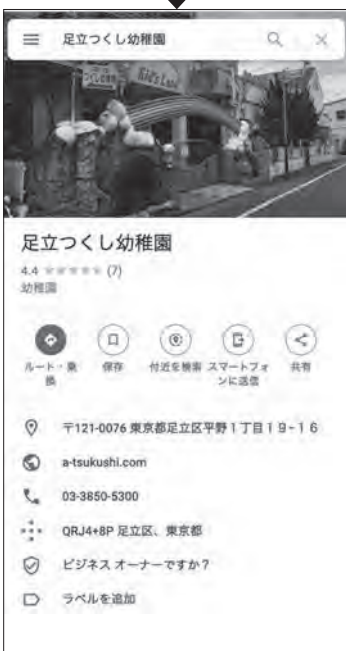 足立つくし幼稚園
Kid's Land
足立つくし幼稚園
4.4 ★★★★★ (7)
幼稚園
ルート・乗換
保存
付近を検索
スマートフォンに送信
共有
〒121-0076 東京都足立区平野1丁目19-16
a-tsukushi.com
03-3850-5300
QRJ4+8P 足立区、東京都
ビジネス オーナーですか?
ラベルを追加